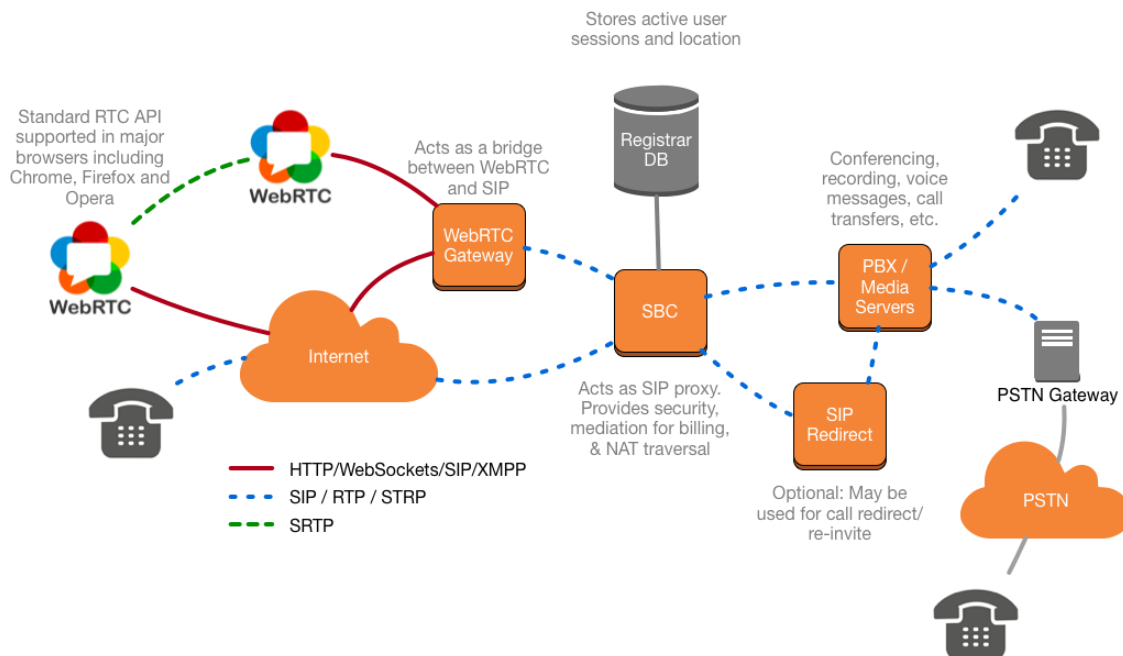 Stores active user
sessions and location
Standard RTC API
supported in major
browsers including
Chrome, Firefox and
Opera
WebRTC
WebRTC
Acts as a bridge
between WebRTC
and SIP
WebRTC
Gateway
Registrar
DB
Conferencing,
recording, voice
messages, call
transfers, etc.
PBX /
Media
Servers
SBC
Internet
Acts as SIP proxy.
Provides security,
mediation for billing,
& NAT traversal
SIP
Redirect
PSTN Gateway
Optional: May be
used for call redirect/
re-invite
PSTN
HTTP/WebSockets/SIP/XMPP
SIP / RTP / STRP
SRTP